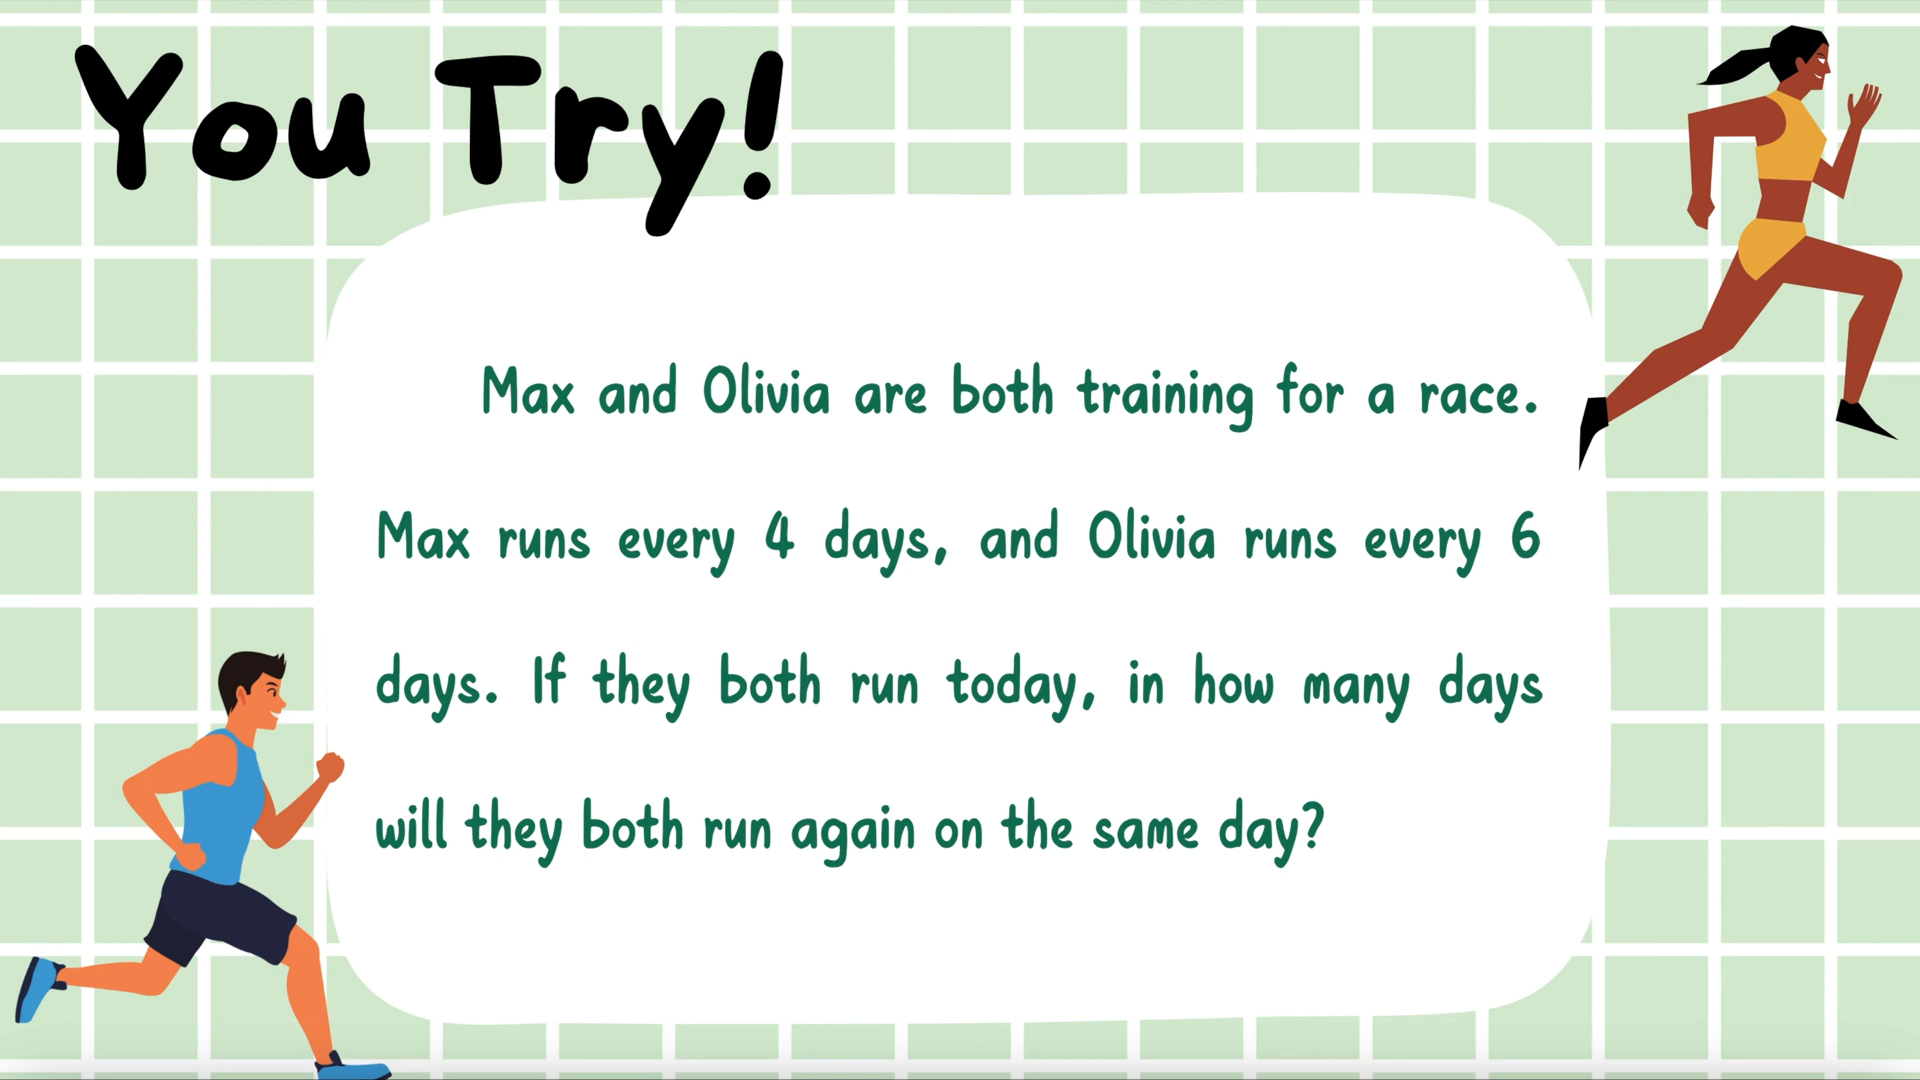 You Try!
Max and Olivia are both training for a race.
Max runs every 4 days, and Olivia runs every 6
days. If they both run today, in how many days
will they both run again on the same day?